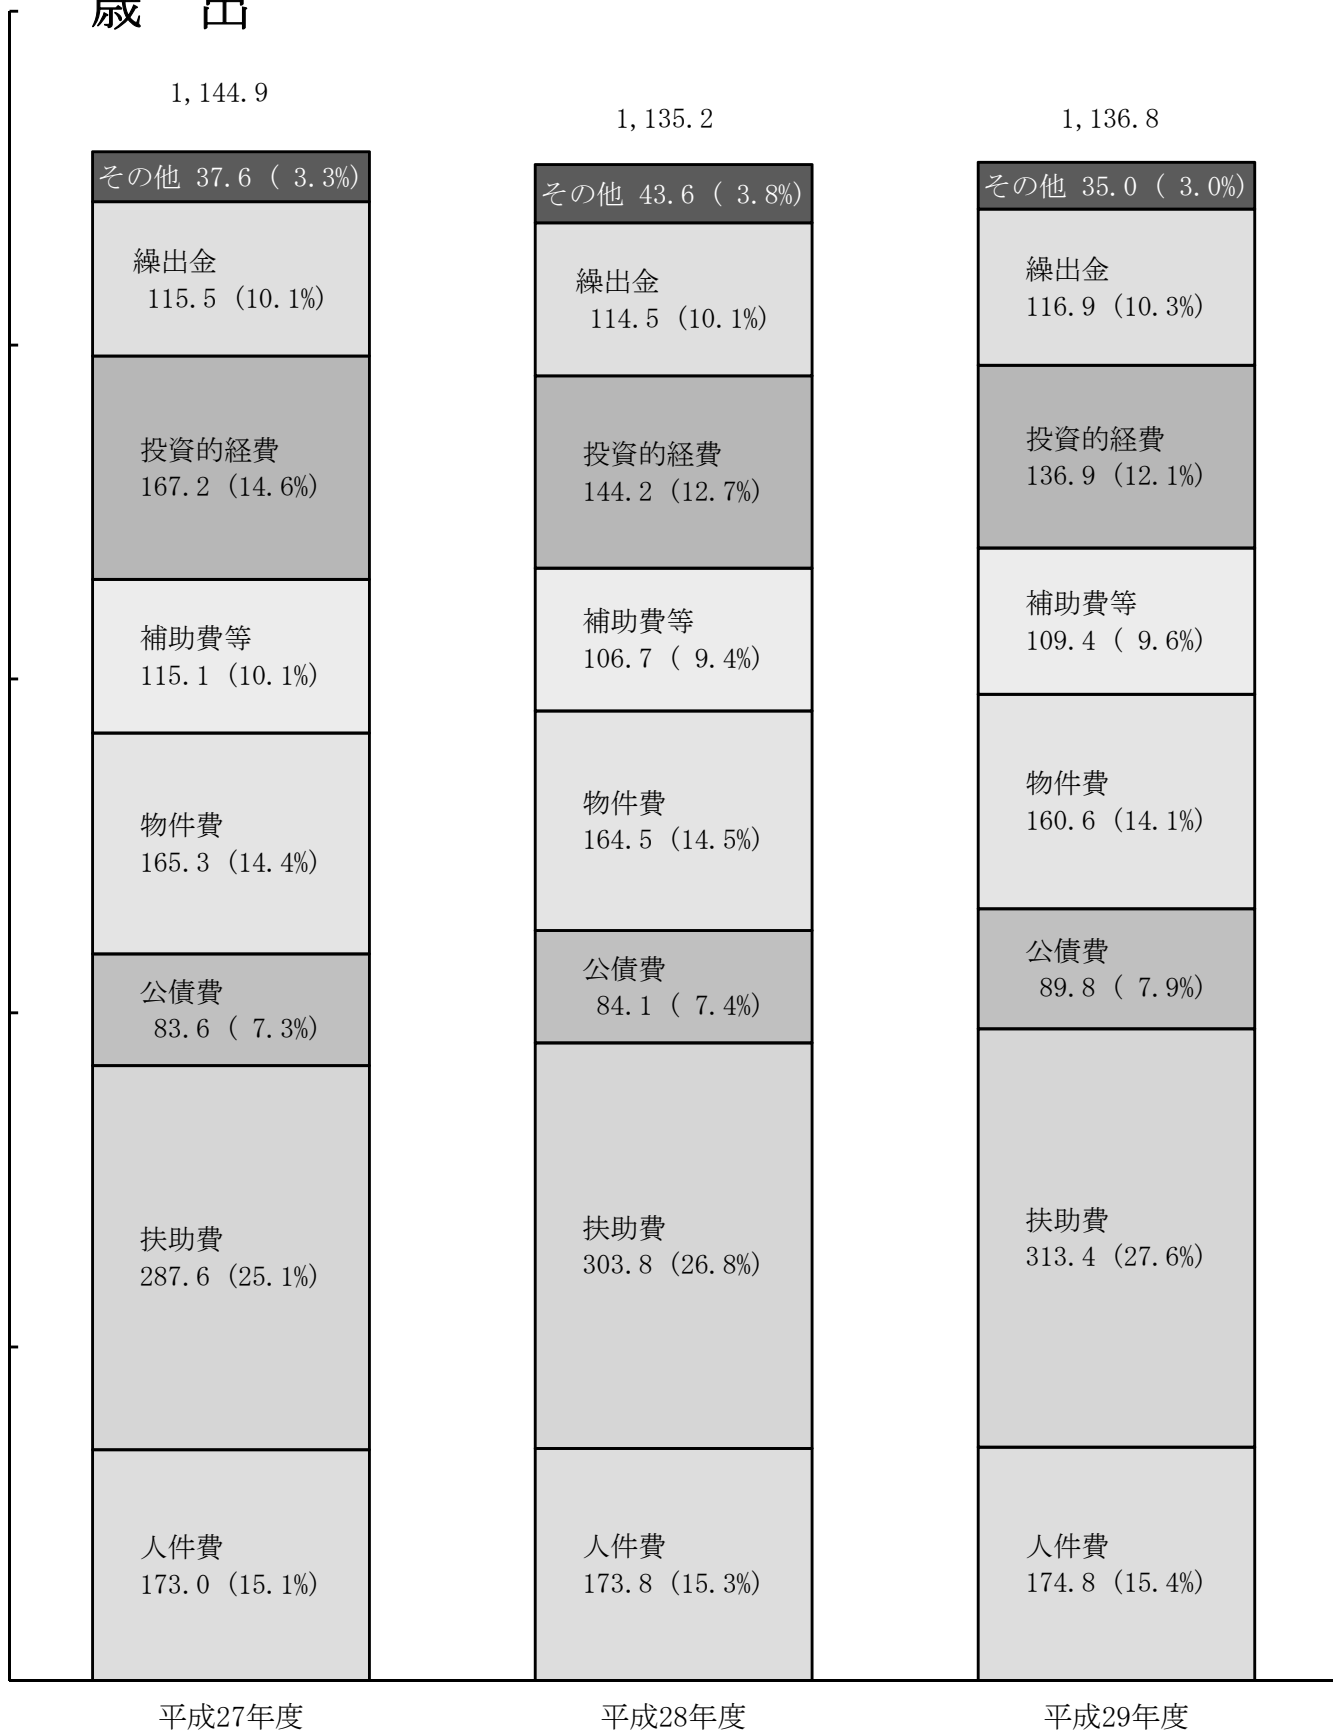 歳 出
1,144.9
その他 37.6 ( 3.3%)
繰出金
115.5 (10.1%)
投資的経費
167.2 (14.6%)
補助費等
115.1 (10.1%)
物件費
165.3 (14.4%)
公債費
83.6 ( 7.3%)
扶助費
287.6 (25.1%)
人件費
173.0 (15.1%)
平成27年度
1,135.2
その他 43.6 ( 3.8%)
繰出金
114.5 (10.1%)
投資的経費
144.2 (12.7%)
補助費等
106.7 ( 9.4%)
物件費
164.5 (14.5%)
公債費
84.1 ( 7.4%)
扶助費
303.8 (26.8%)
人件費
173.8 (15.3%)
平成28年度
1,136.8
その他 35.0 ( 3.0%)
繰出金
116.9 (10.3%)
投資的経費
136.9 (12.1%)
補助費等
109.4 ( 9.6%)
物件費
160.6 (14.1%)
公債費
89.8 ( 7.9%)
扶助費
313.4 (27.6%)
人件費
174.8 (15.4%)
平成29年度